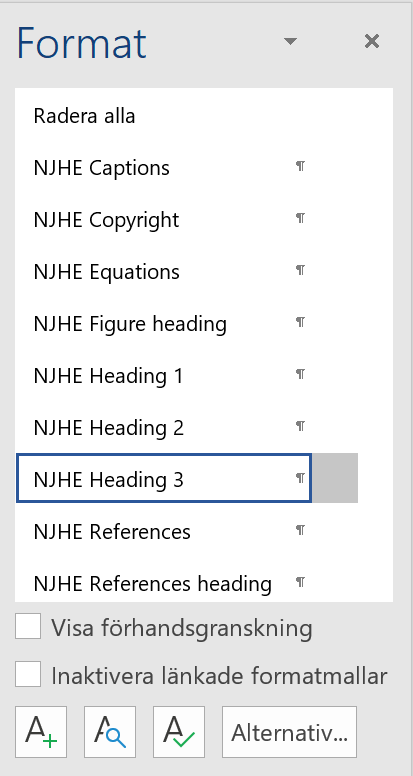 Format
Radera alla
NJHE Captions ¶
NJHE Copyright ¶
NJHE Equations ¶
NJHE Figure heading ¶
NJHE Heading 1 ¶
NJHE Heading 2 ¶
NJHE Heading 3 ¶
NJHE References ¶
NJHE References heading ¶
Visa förhandsgranskning
Inaktivera länkade formatmallar
Alternativ...